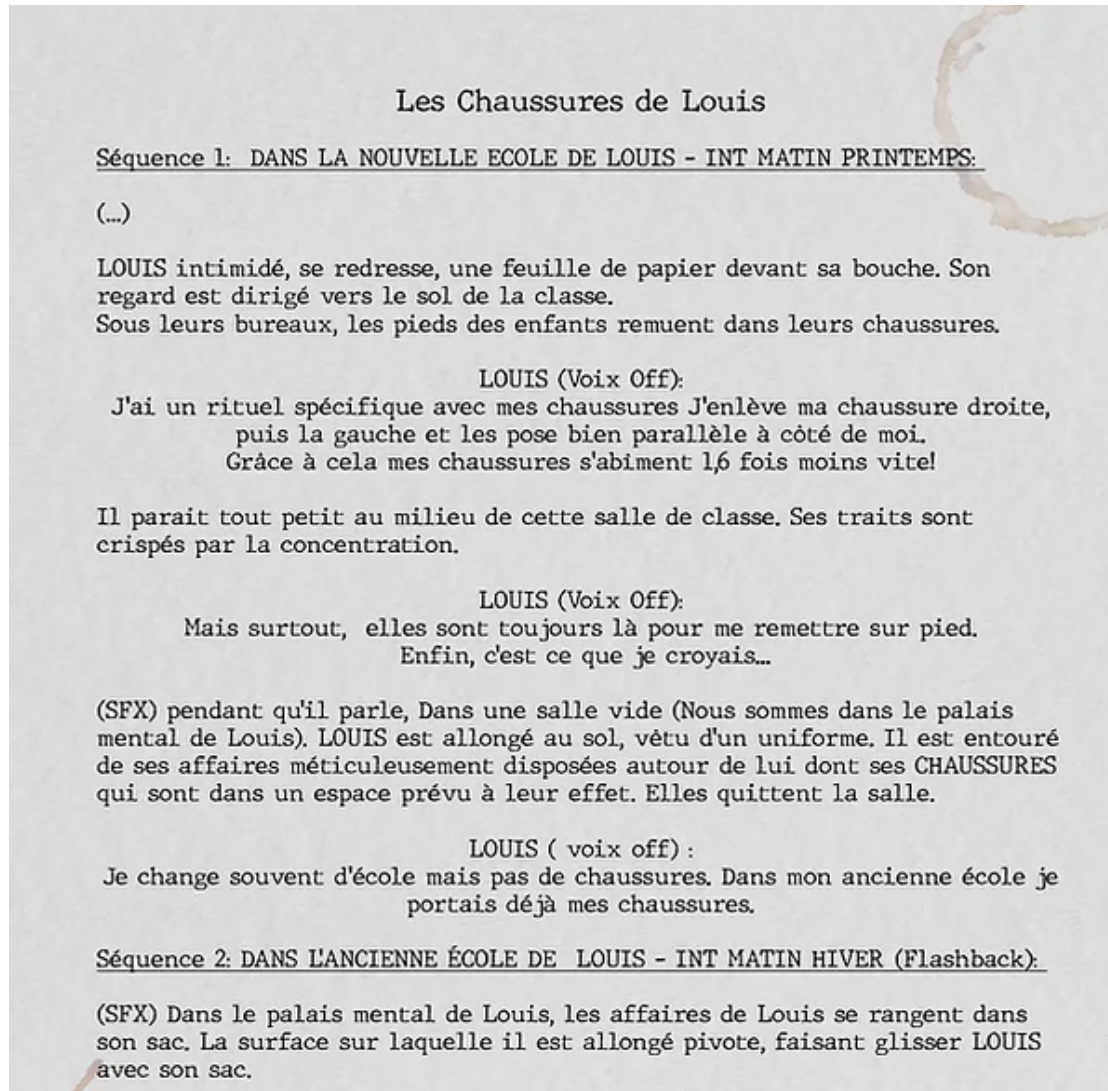 Les Chaussures de Louis
Séquence 1: DANS LA NOUVELLE ECOLE DE LOUIS - INT MATIN PRINTEMPS:
(...)
LOUIS intimidé, se redresse, une feuille de papier devant sa bouche. Son
regard est dirigé vers le sol de la classe.
Sous leurs bureaux, les pieds des enfants remuent dans leurs chaussures.
LOUIS (Voix Off):
J'ai un rituel spécifique avec mes chaussures J'enlève ma chaussure droite,
puis la gauche et les pose bien parallèle à côté de moi.
Grâce à cela mes chaussures s'abiment 1,6 fois moins vite!
Il parait tout petit au milieu de cette salle de classe. Ses traits sont
crispés par la concentration.
LOUIS (Voix Off):
Mais surtout, elles sont toujours là pour me remettre sur pied.
Enfin, c'est ce que je croyais...
(SFX) pendant qu'il parle, Dans une salle vide (Nous sommes dans le palais
mental de Louis). LOUIS est allongé au sol, vêtu d'un uniforme. Il est entouré
de ses affaires méticuleusement disposées autour de lui dont ses CHAUSSURES
qui sont dans un espace prévu à leur effet. Elles quittent la salle.
LOUIS ( voix off) :
Je change souvent d'école mais pas de chaussures. Dans mon ancienne école je
portais déjà mes chaussures.
Séquence 2: DANS L'ANCIENNE ÉCOLE DE LOUIS - INT MATIN HIVER (Flashback):
(SFX) Dans le palais mental de Louis, les affaires de Louis se rangent dans
son sac. La surface sur laquelle il est allongé pivote, faisant glisser LOUIS
avec son sac.